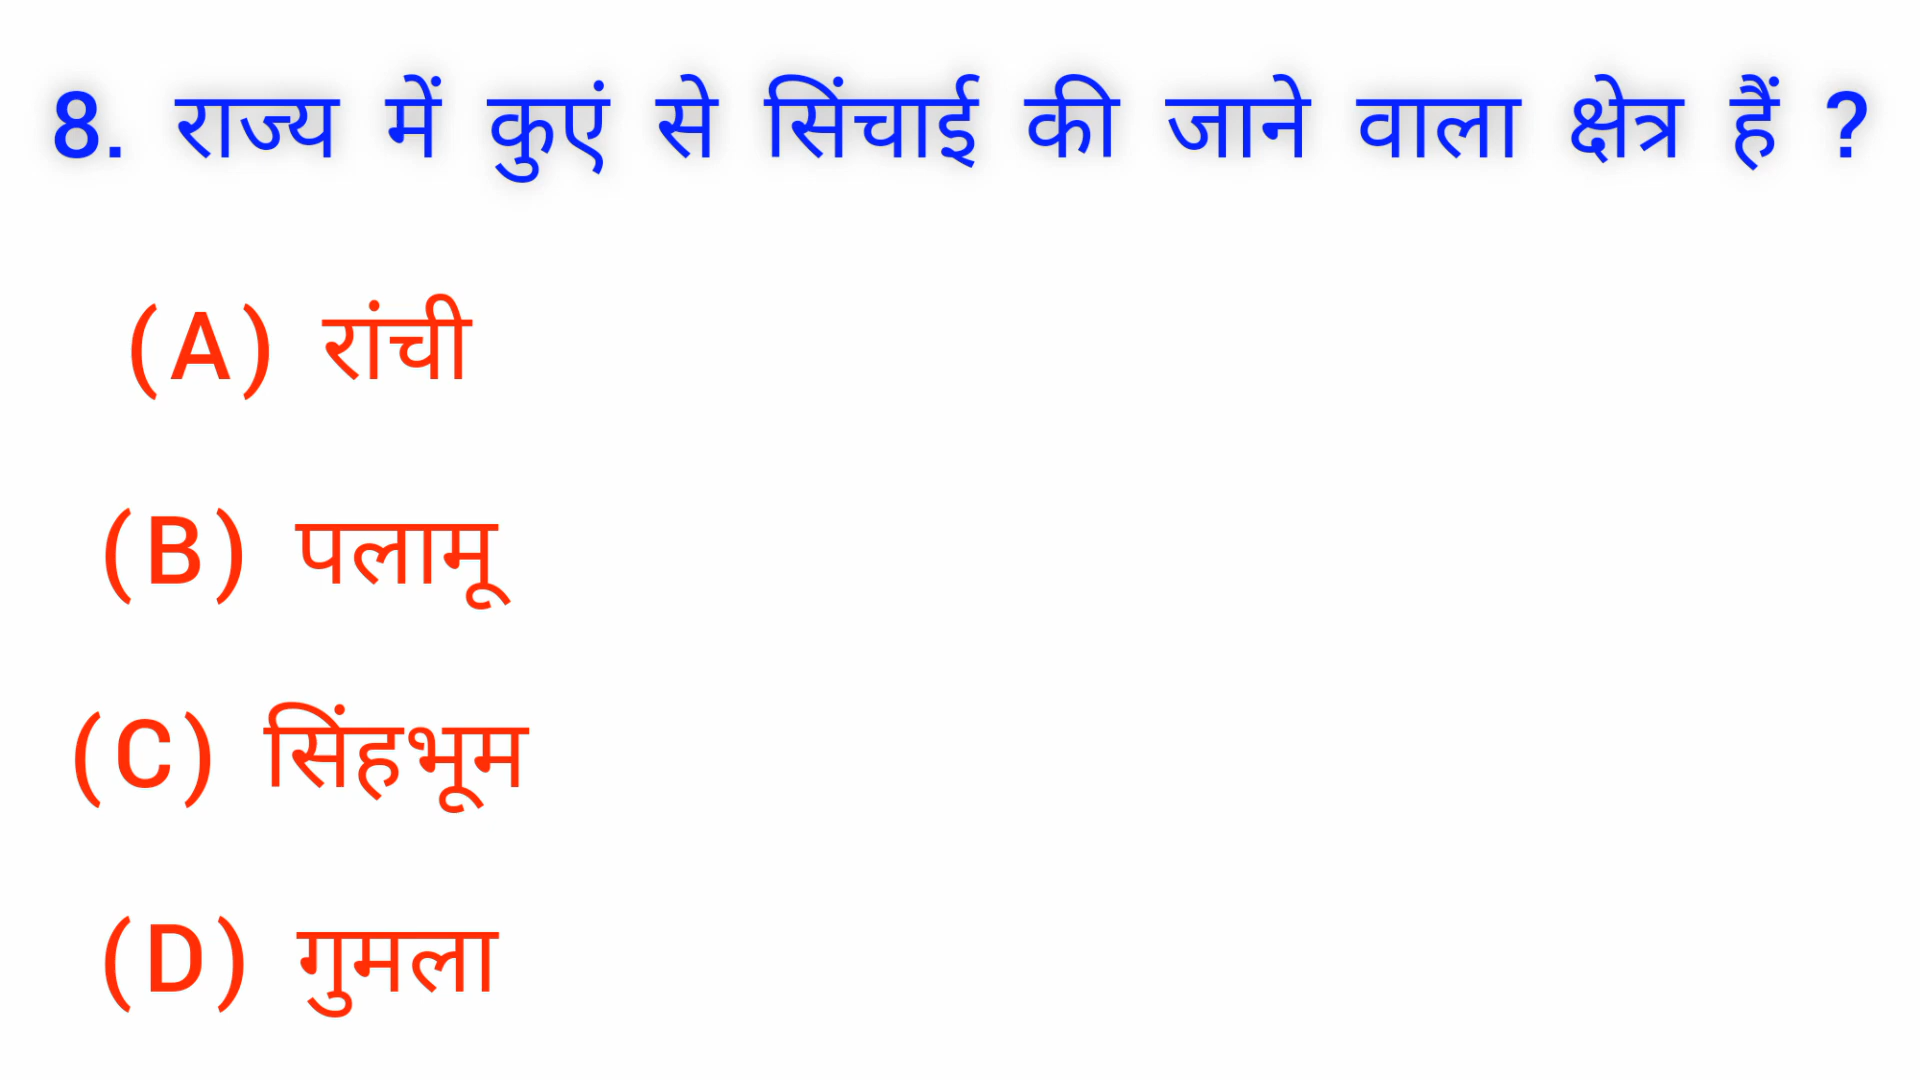 8. राज्य में कुएं से सिंचाई की जाने वाला क्षेत्र हैं ?
(A) रांची
(B) पलामू
(C) सिंहभूम
(D) गुमला